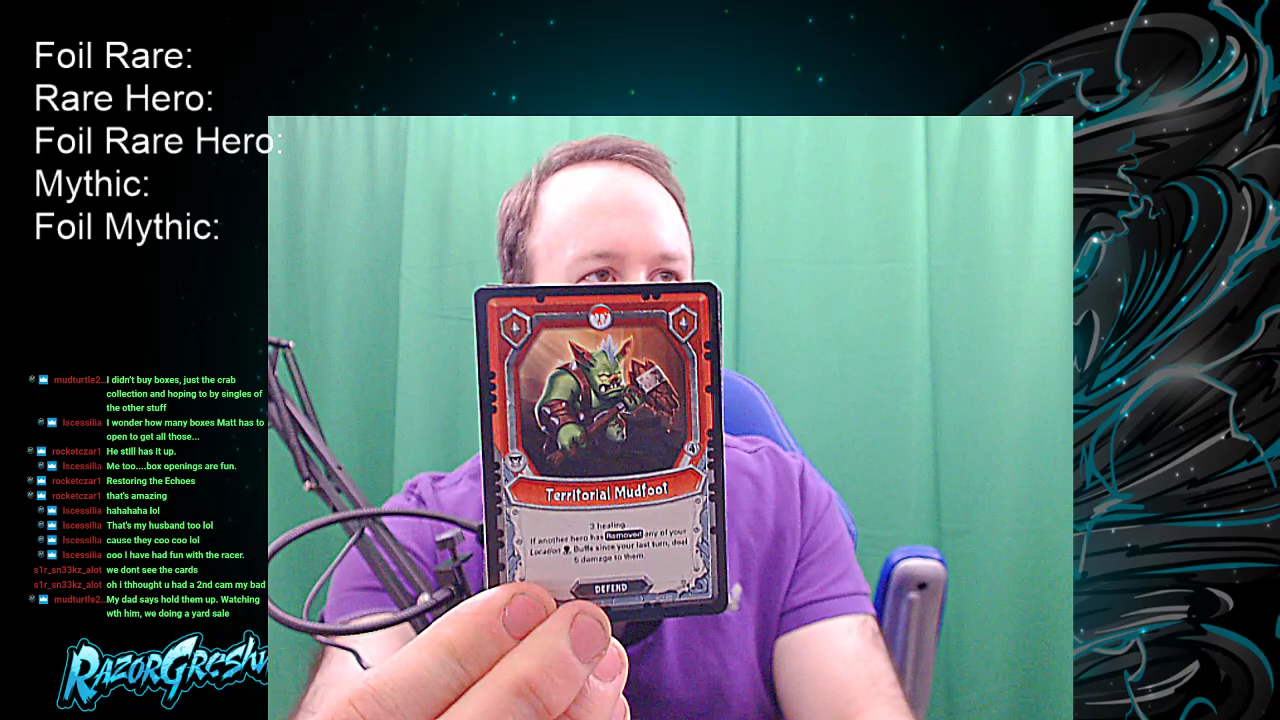 Foil Rare:
Rare Hero:
Foil Rare Hero:
Mythic:
Foil Mythic:
mudturtle2... I didn't buy boxes, just the crab
collection and hoping to by singles of
the other stuff
lscessilia I wonder how many boxes Matt has to
open to get all those...
rocketczar1 He still has it up.
lscessilia Me too....box openings are fun.
rocketczar1 Restoring the Echoes
rocketczar1 that's amazing
lscessilia hahahaha lol
lscessilia That's my husband too lol
lscessilia cause they coo coo lol
lscessilia ooo I have had fun with the racer.
s1r_sn33kz_alot we dont see the cards
s1r_sn33kz_alot oh i thhought u had a 2nd cam my bad
mudturtle2... My dad says hold them up. Watching
wth him, we doing a yard sale
4 4
4
Territorial Mudfoot
3 healing.
If another hero has Removed any of your
Location Buffs since your last turn, deal
5 damage to them.
DEFEND